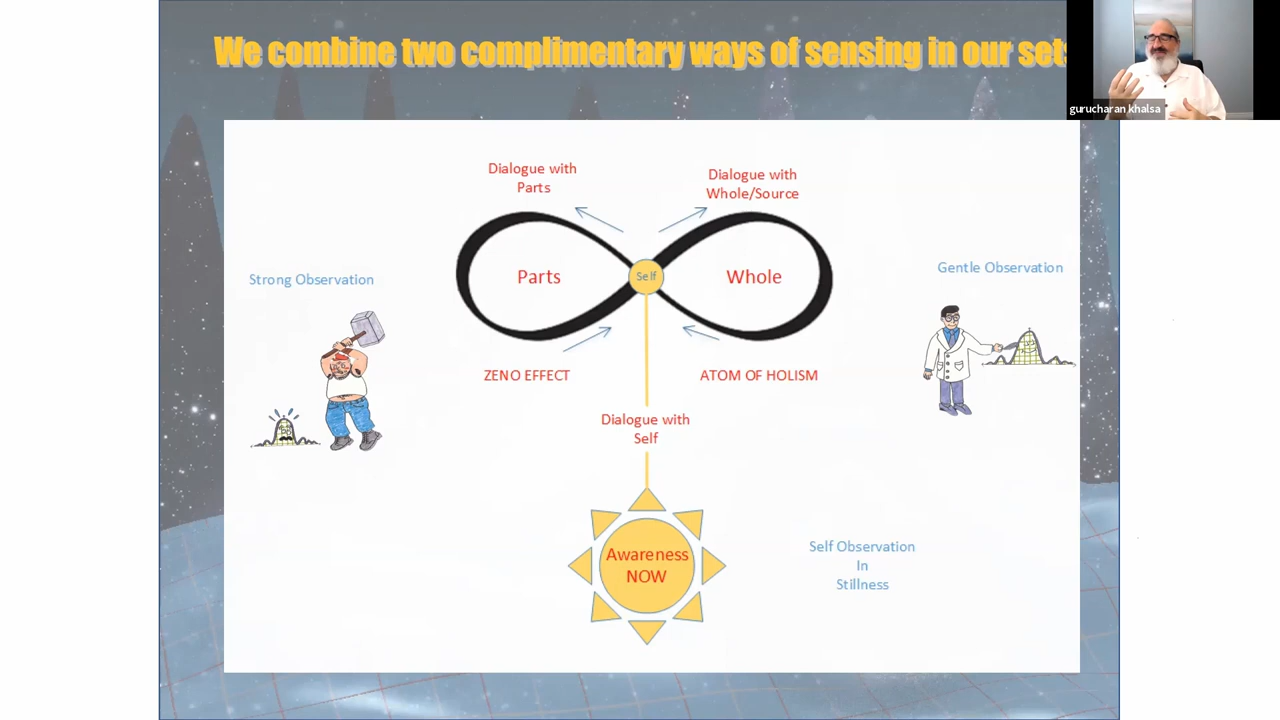 We combine two complimentary ways of sensing in our sets
gurucharan khalsa
Dialogue with
Parts
Dialogue with
Whole/Source
Strong Observation
Parts
Self
Whole
Gentle Observation
ZENO EFFECT
ATOM OF HOLISM
Dialogue with
Self
Awareness
NOW
Self Observation
In
Stillness